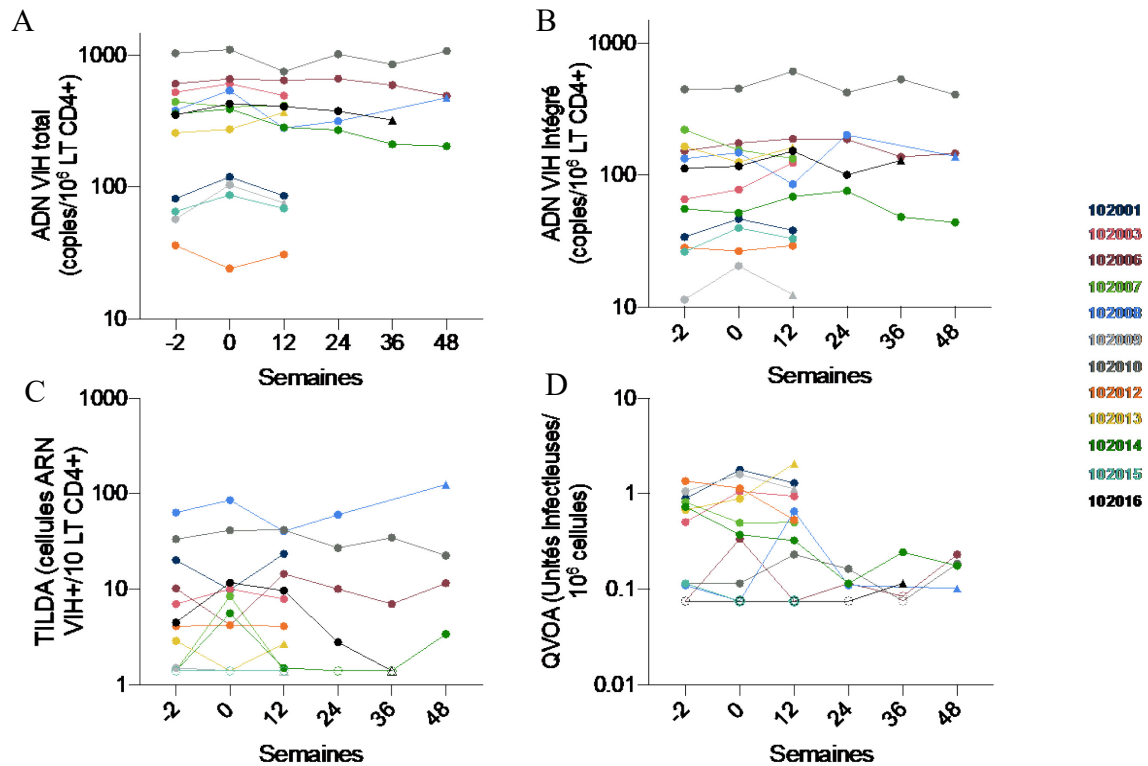 A
ADN VIH total
(copies/10⁶ LT CD4+)
1000
100
10
-2 0 12 24 36 48
Semaines
B
ADN VIH Intégré
(copies/10⁶ LT CD4+)
1000
100
10
-2 0 12 24 36 48
Semaines
C
TILDA (cellules ARN
VIH+/10 LT CD4+)
1000
100
10
1
-2 0 12 24 36 48
Semaines
D
QVOA (Unités Infectieuses/
10⁶ cellules)
10
1
0.1
0.01
-2 0 12 24 36 48
Semaines
102001
102003
102006
102007
102008
102009
102010
102012
102013
102014
102015
102016